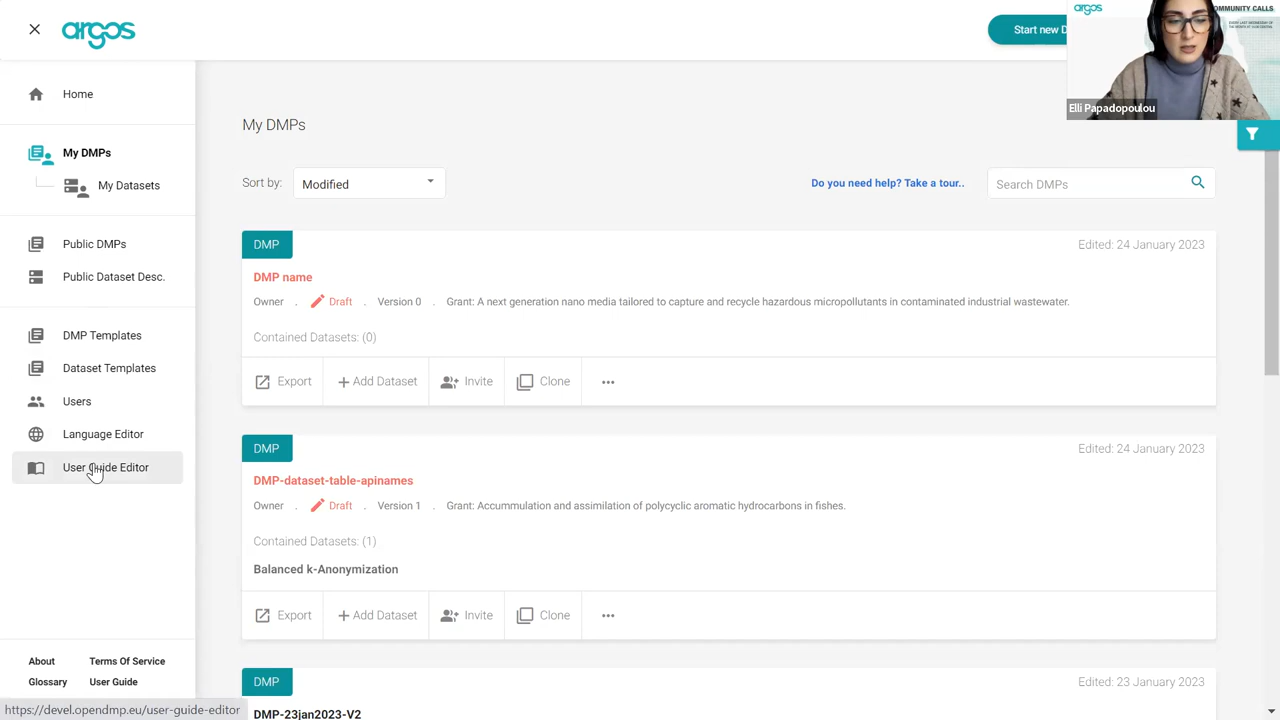 argos
Start new D
argos
OMMUNITY CALLS
Elli Papadopoulou
Home
My DMPs
My Datasets
Public DMPs
Public Dataset Desc.
DMP Templates
Dataset Templates
Users
Language Editor
User Guide Editor
About
Terms Of Service
Glossary
User Guide
https://devel.opendmp.eu/user-guide-editor
My DMPs
Sort by:
Modified
Do you need help? Take a tour..
Search DMPs
DMP
Edited: 24 January 2023
DMP name
Owner . Draft . Version 0 . Grant: A next generation nano media tailored to capture and recycle hazardous micropollutants in contaminated industrial wastewater.
Contained Datasets: (0)
Export
Add Dataset
Invite
Clone
DMP
Edited: 24 January 2023
DMP-dataset-table-apinames
Owner . Draft . Version 1 . Grant: Accummulation and assimilation of polycyclic aromatic hydrocarbons in fishes.
Contained Datasets: (1)
Balanced k-Anonymization
Export
Add Dataset
Invite
Clone
DMP
Edited: 23 January 2023
DMP-23jan2023-V2